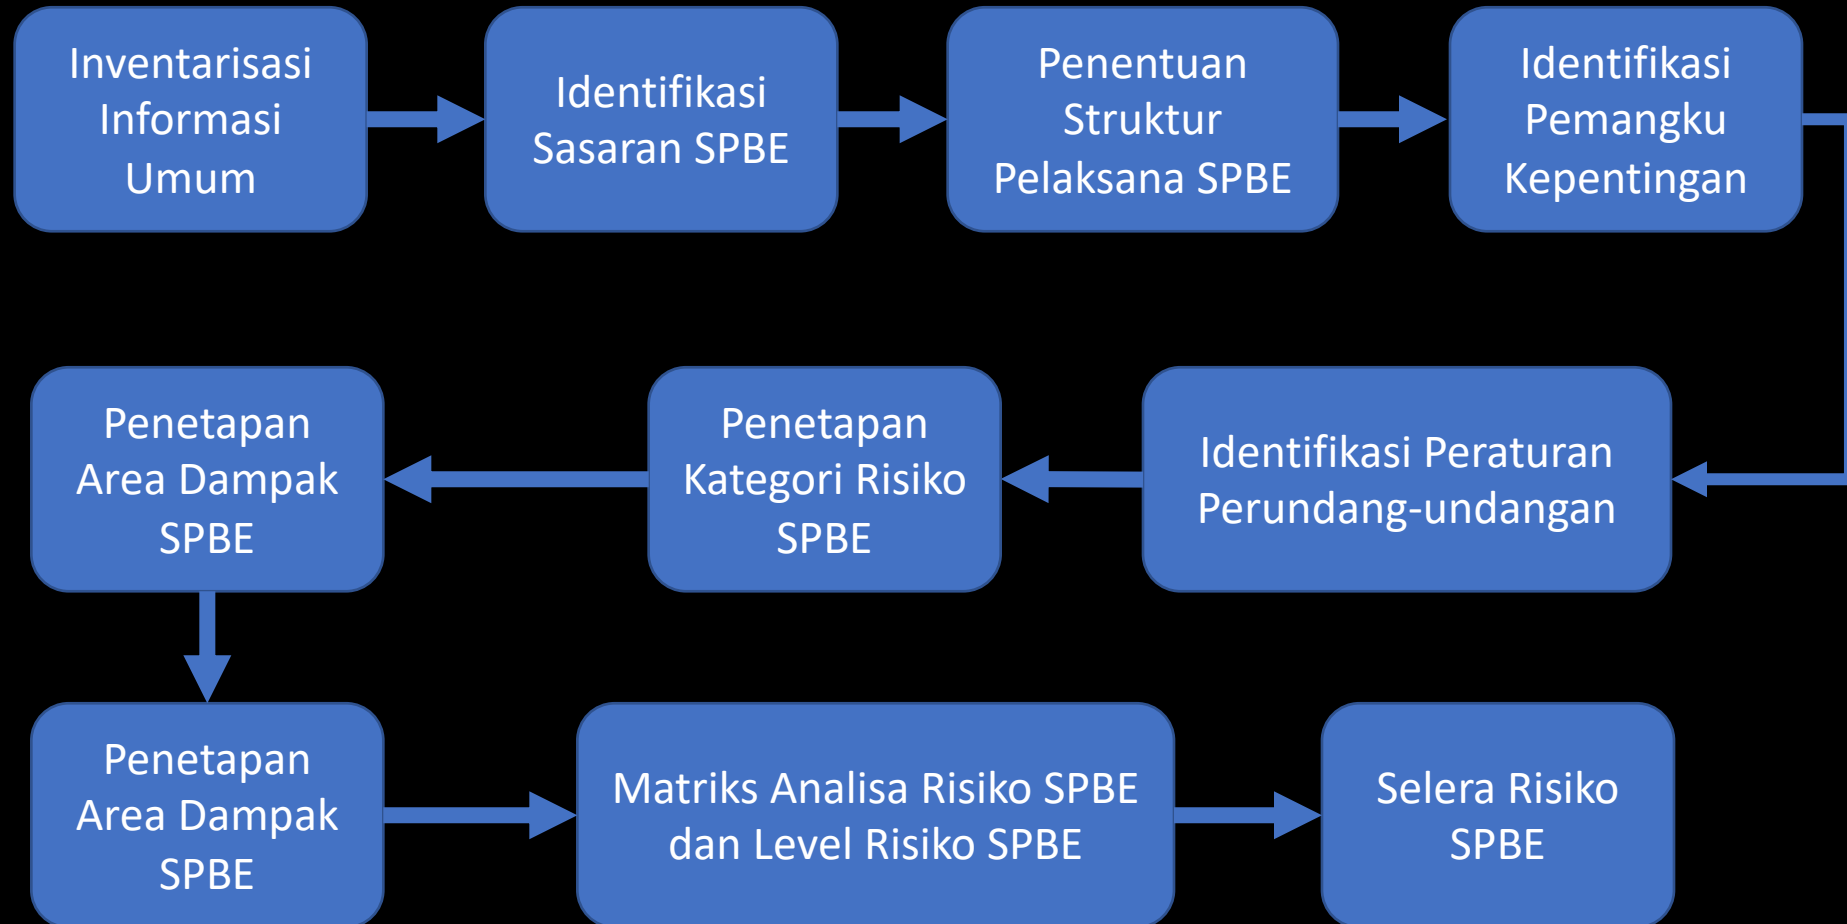 Inventarisasi
Informasi
Umum
Identifikasi
Sasaran SPBE
Penentuan
Struktur
Pelaksana SPBE
Identifikasi
Pemangku
Kepentingan
Identifikasi Peraturan
Perundang-undangan
Penetapan
Kategori Risiko
SPBE
Penetapan
Area Dampak
SPBE
Penetapan
Area Dampak
SPBE
Matriks Analisa Risiko SPBE
dan Level Risiko SPBE
Selera Risiko
SPBE